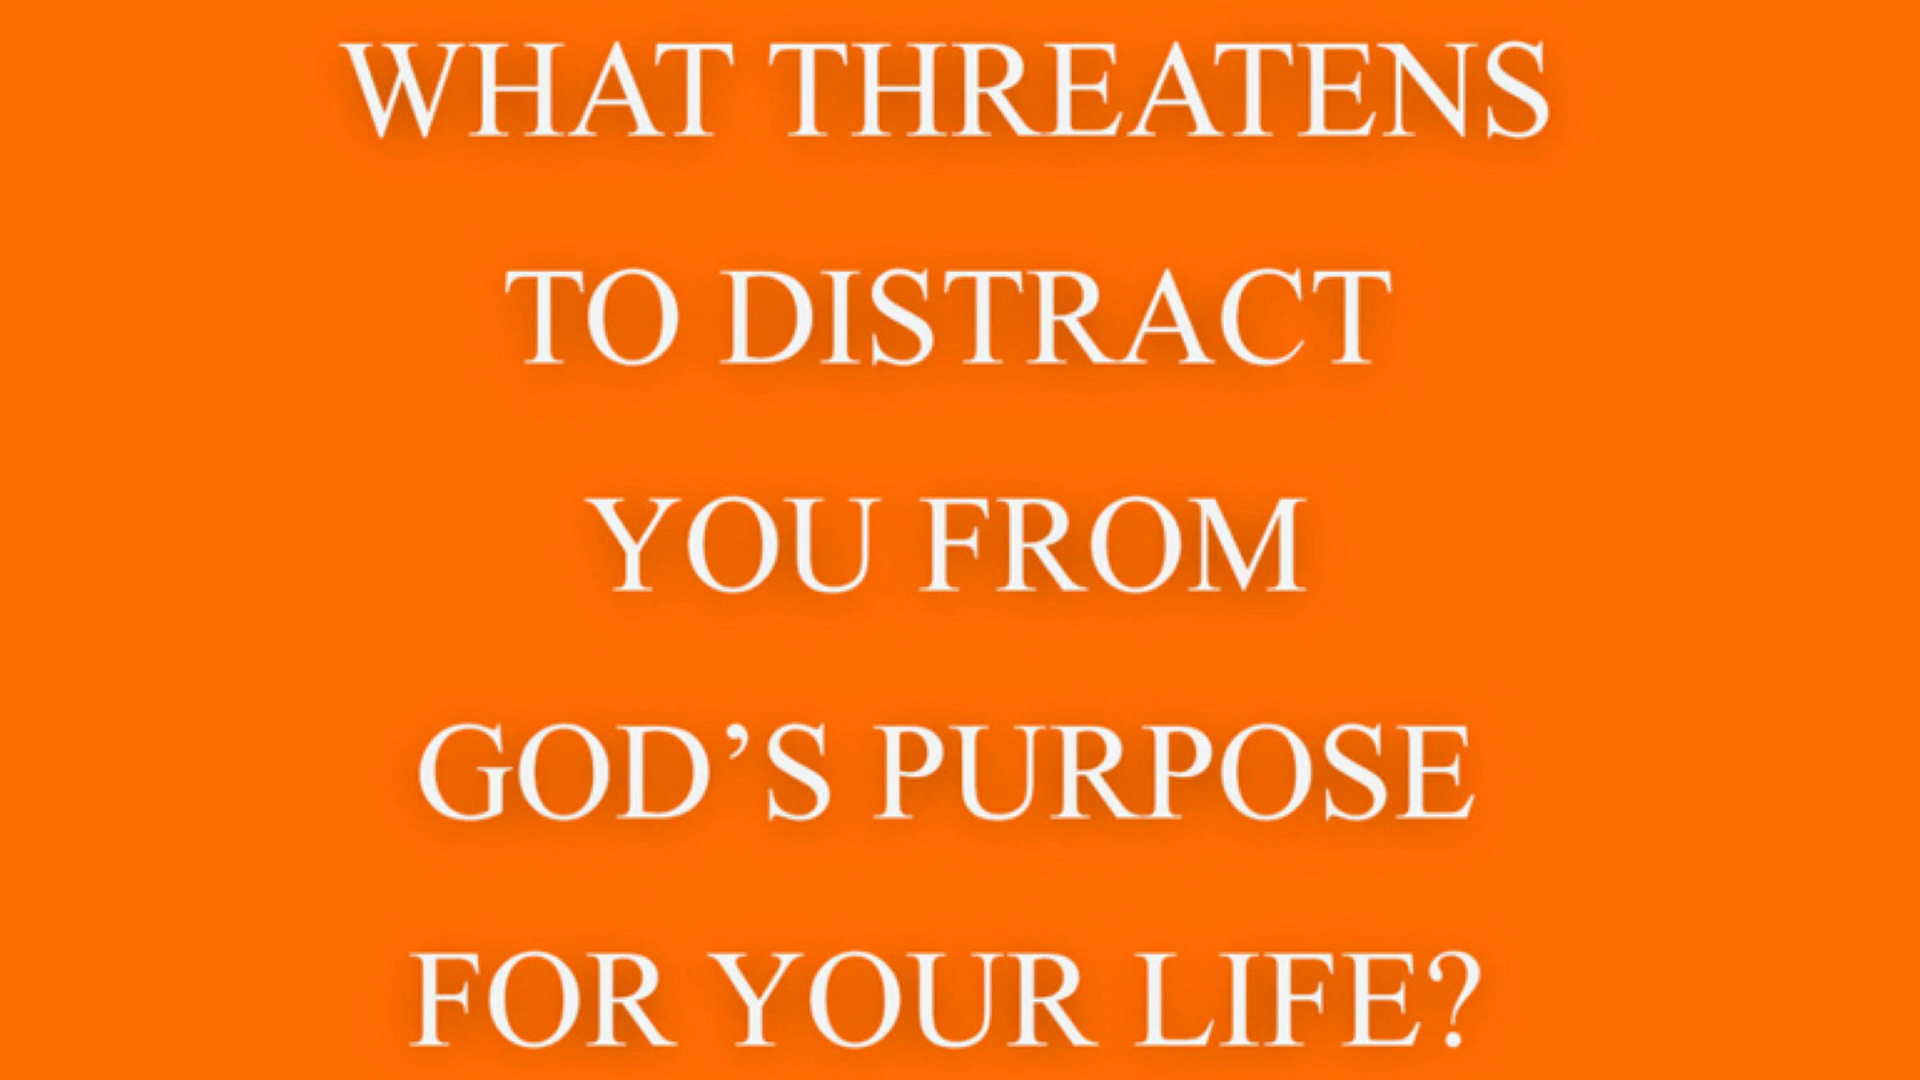 WHAT THREATENS
TO DISTRACT
YOU FROM
GOD’S PURPOSE
FOR YOUR LIFE?